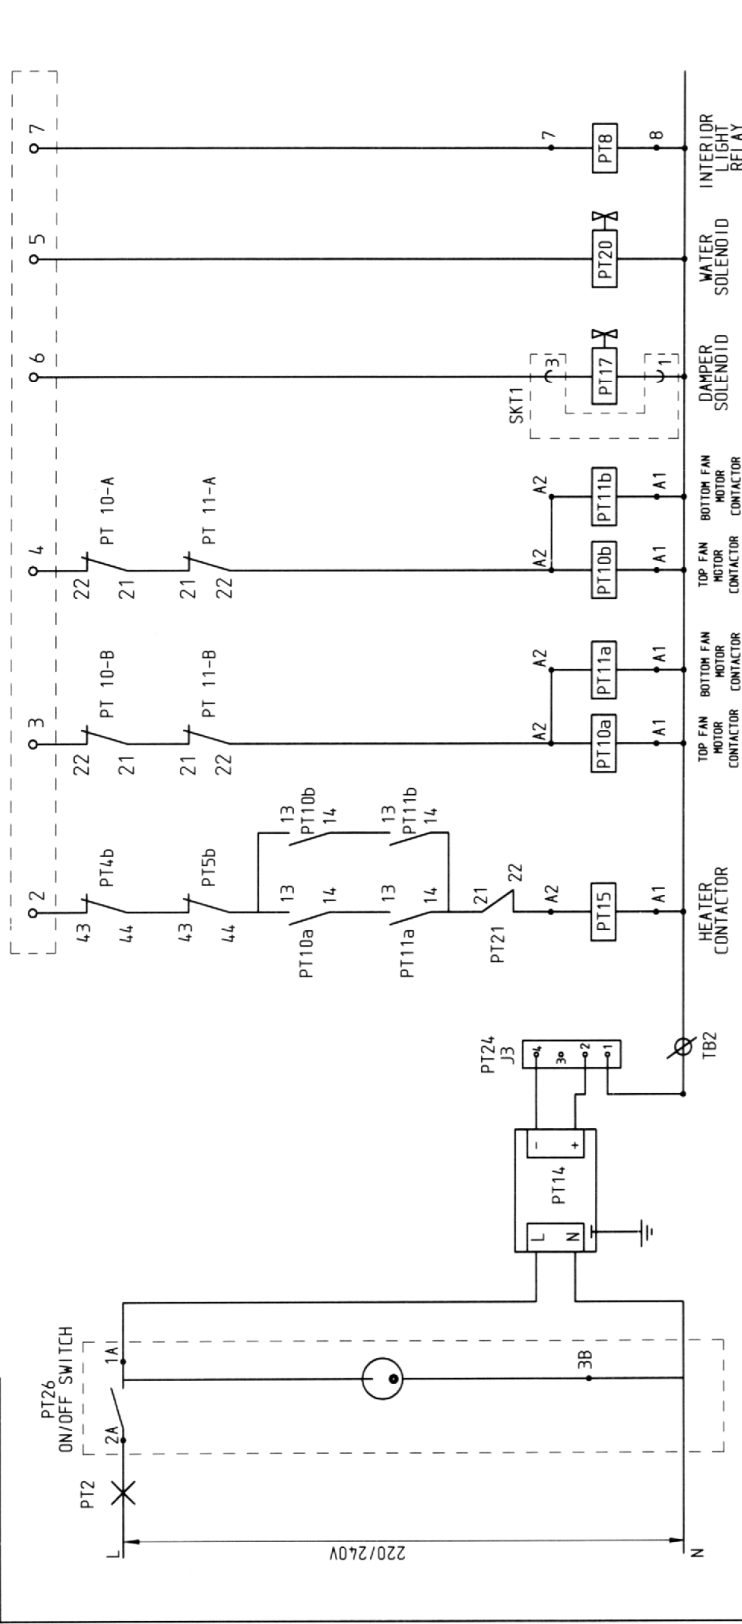 L
220/240V
N
PT2
PT26
ON/OFF SWITCH
2A
1A
3B
L
N
PT14
-
+
PT24
J3
4
3
2
1
TB2
2
43
PT4b
44
43
PT5b
44
13
PT10a
14
13
PT10b
14
13
PT11a
14
13
PT11b
14
21
PT21
22
A2
PT15
A1
HEATER
CONTACTOR
3
22
PT 10-B
21
21
PT 11-B
22
A2
A2
PT10a
PT11a
A1
A1
TOP FAN
MOTOR
CONTACTOR
BOTTOM FAN
MOTOR
CONTACTOR
4
22
PT 10-A
21
21
PT 11-A
22
A2
A2
PT10b
PT11b
A1
A1
TOP FAN
MOTOR
CONTACTOR
BOTTOM FAN
MOTOR
CONTACTOR
6
SKT1
3
PT17
1
DAMPER
SOLENOID
5
PT20
WATER
SOLENOID
7
7
PT8
8
INTERIOR
LIGHT
RELAY